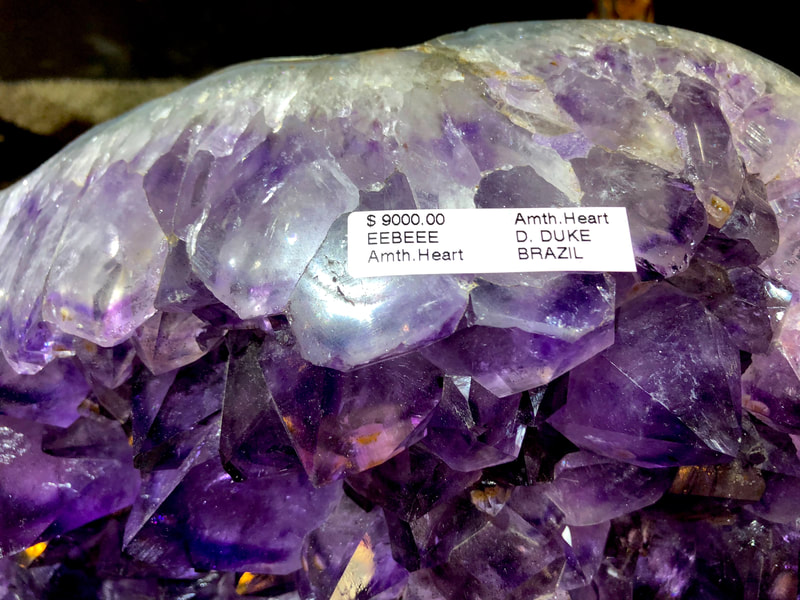 $ 9000.00 Amth.Heart
EEBEEE D. DUKE
Amth.Heart BRAZIL